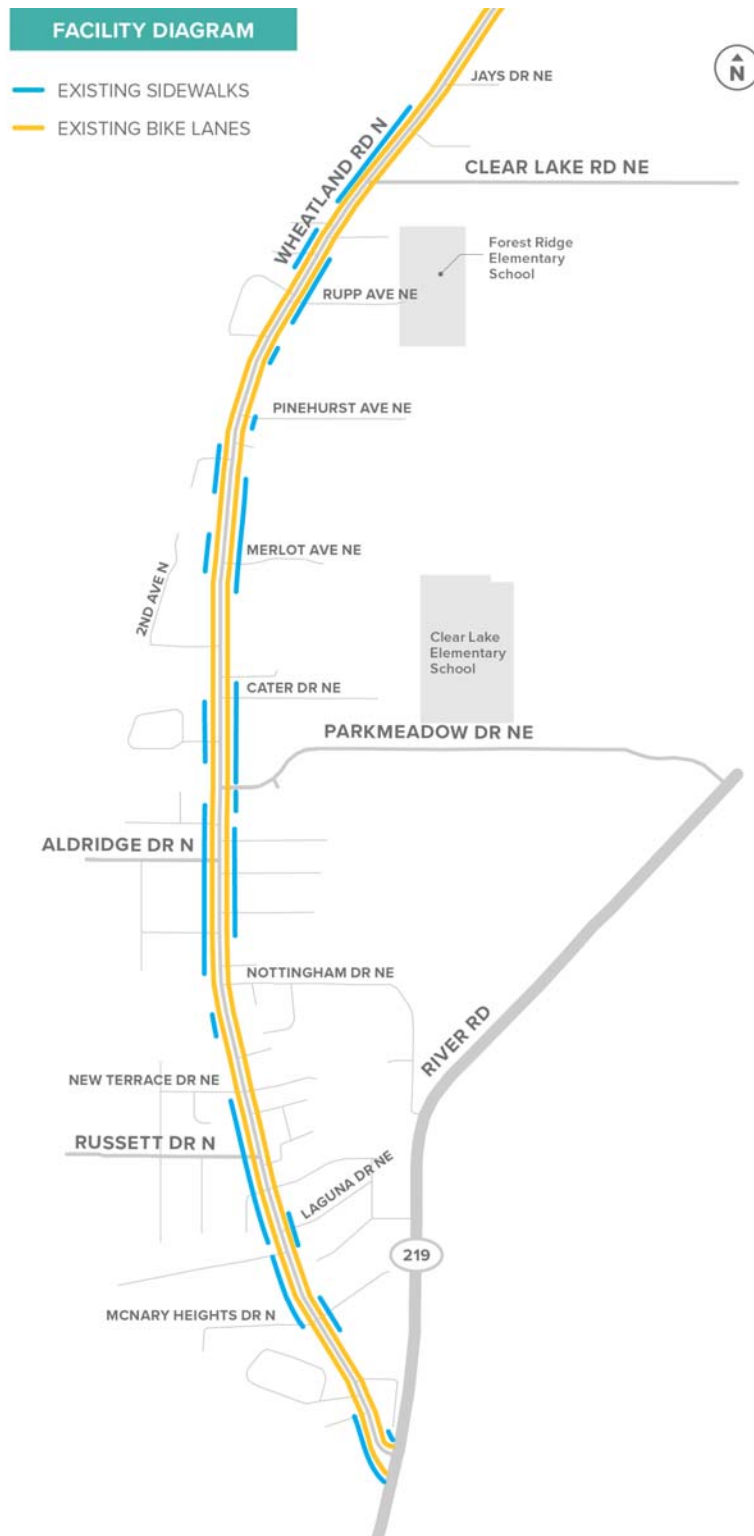 FACILITY DIAGRAM
EXISTING SIDEWALKS
EXISTING BIKE LANES
N
JAYS DR NE
WHEATLAND RD N
CLEAR LAKE RD NE
Forest Ridge
Elementary
School
RUPP AVE NE
PINEHURST AVE NE
MERLOT AVE NE
2ND AVE N
Clear Lake
Elementary
School
CATER DR NE
PARKMEADOW DR NE
ALDRIDGE DR N
NOTTINGHAM DR NE
RIVER RD
NEW TERRACE DR NE
RUSSETT DR N
LAGUNA DR NE
219
MCNARY HEIGHTS DR N